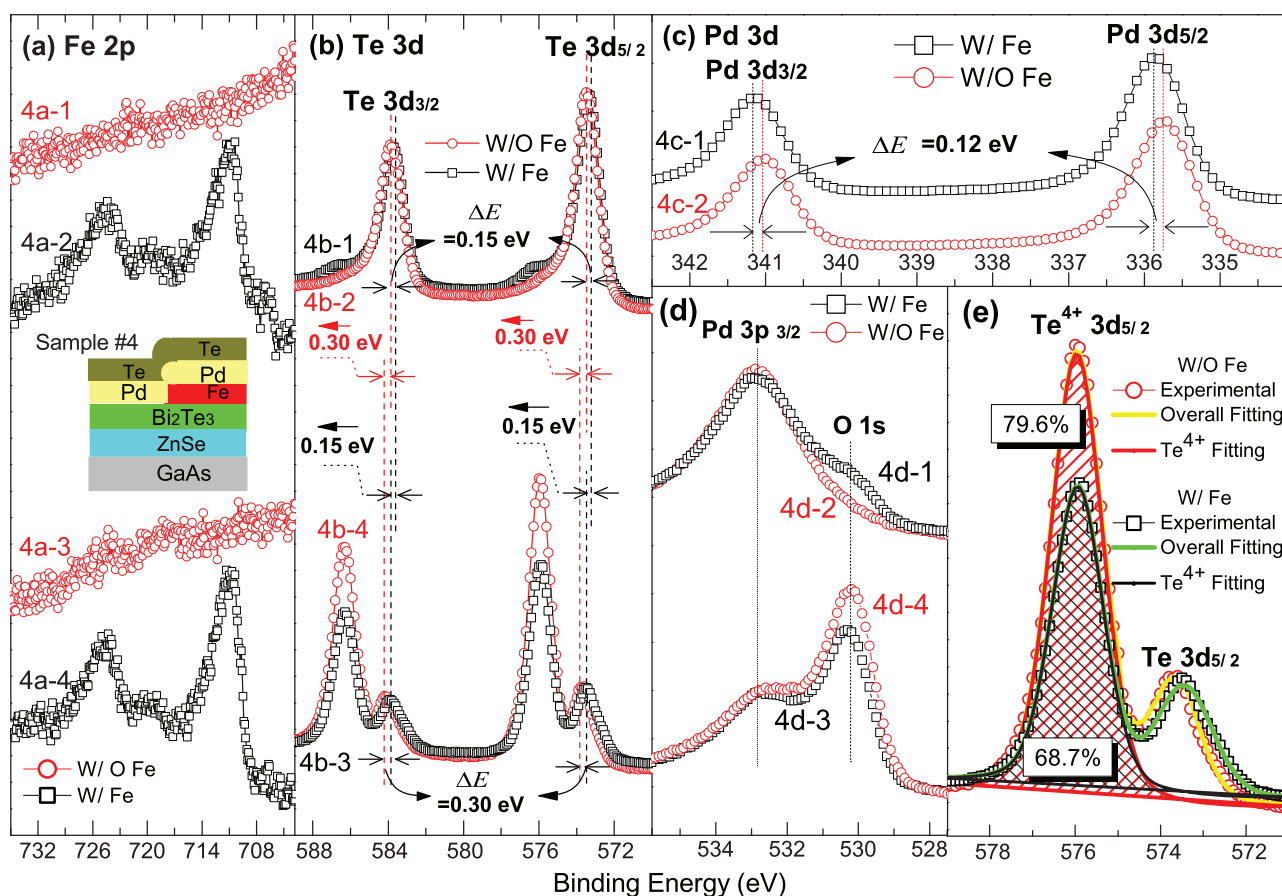 (a) Fe 2p
4a-1
4a-2
Sample #4
Te
Te
Pd
Pd
Fe
Bi2Te3
ZnSe
GaAs
4a-3
4a-4
W/ O Fe
W/ Fe
732 726 720 714 708
(b) Te 3d
Te 3d5/2
Te 3d3/2
W/O Fe
W/ Fe
ΔE
=0.15 eV
4b-1
4b-2
0.30 eV
0.30 eV
0.15 eV
0.15 eV
4b-4
4b-3
ΔE
=0.30 eV
588 584 580 576 572
(c) Pd 3d
W/ Fe
W/O Fe
Pd 3d3/2
Pd 3d5/2
4c-1
ΔE =0.12 eV
4c-2
342 341 340 339 338 337 336 335
(d)
W/ Fe
W/O Fe
Pd 3p 3/2
O 1s
4d-1
4d-2
4d-4
4d-3
534 532 530 528
(e)
Te4+ 3d5/2
W/O Fe
Experimental
Overall Fitting
Te4+ Fitting
W/ Fe
Experimental
Overall Fitting
Te4+ Fitting
79.6%
Te 3d5/2
68.7%
578 576 574 572
Binding Energy (eV)